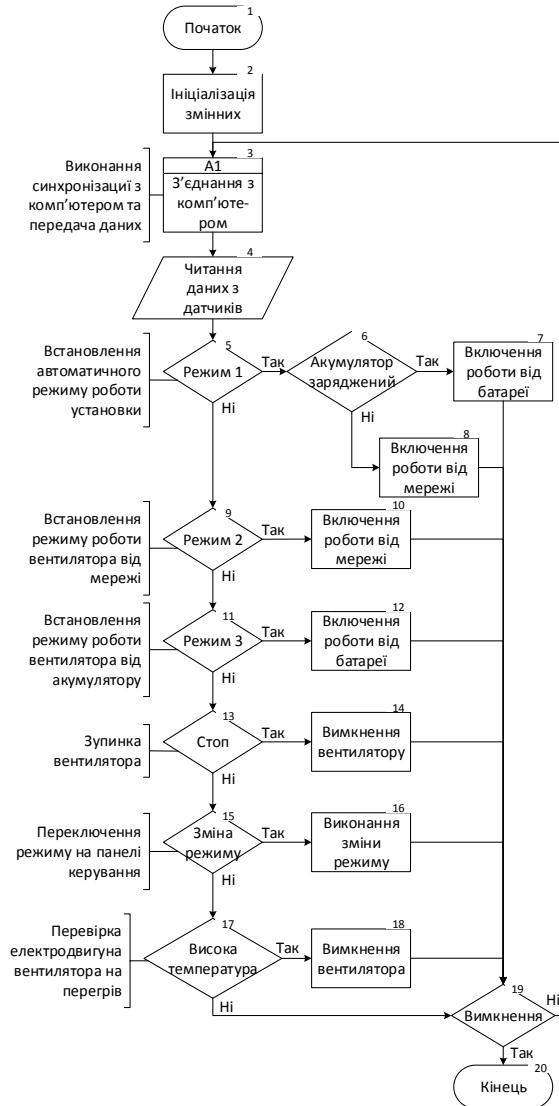 1
Початок
2
Ініціалізація
змінних
3
А1
З’єднання з
комп’юте-
ром
Виконання
синхронізації з
комп’ютером та
передача даних
4
Читання
даних з
датчиків
5
Режим 1
Так
Ні
Встановлення
автоматичного
режиму роботи
установки
6
Акумулятор
заряджений
Так
Ні
7
Включення
роботи від
батареї
8
Включення
роботи від
мережі
Встановлення
режиму роботи
вентилятора від
мережі
9
Режим 2
Так
Ні
10
Включення
роботи від
мережі
Встановлення
режиму роботи
вентилятора від
акумулятору
11
Режим 3
Так
Ні
12
Включення
роботи від
батареї
Зупинка
вентилятора
13
Стоп
Так
Ні
14
Вимкнення
вентилятору
Переключення
режиму на панелі
керування
15
Зміна
режиму
Так
Ні
16
Виконання
зміни
режиму
Перевірка
електродвигуна
вентилятора на
перегрів
17
Висока
температура
Так
Ні
18
Вимкнення
вентилятора
19
Вимкнення
Ні
Так
20
Кінець